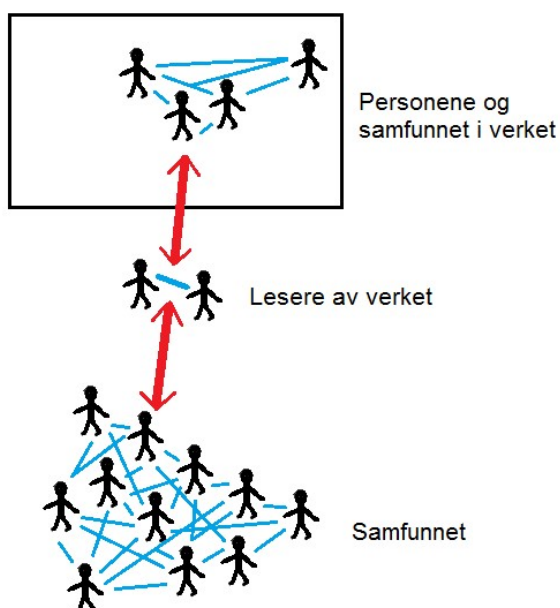 Personene og
samfunnet i verket
Lesere av verket
Samfunnet